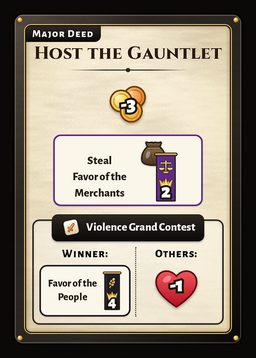 Major Deed
Host the Gauntlet
-3
Steal
Favor of the
Merchants
2
Violence Grand Contest
Winner:
Others:
Favor of the
People
4
-1